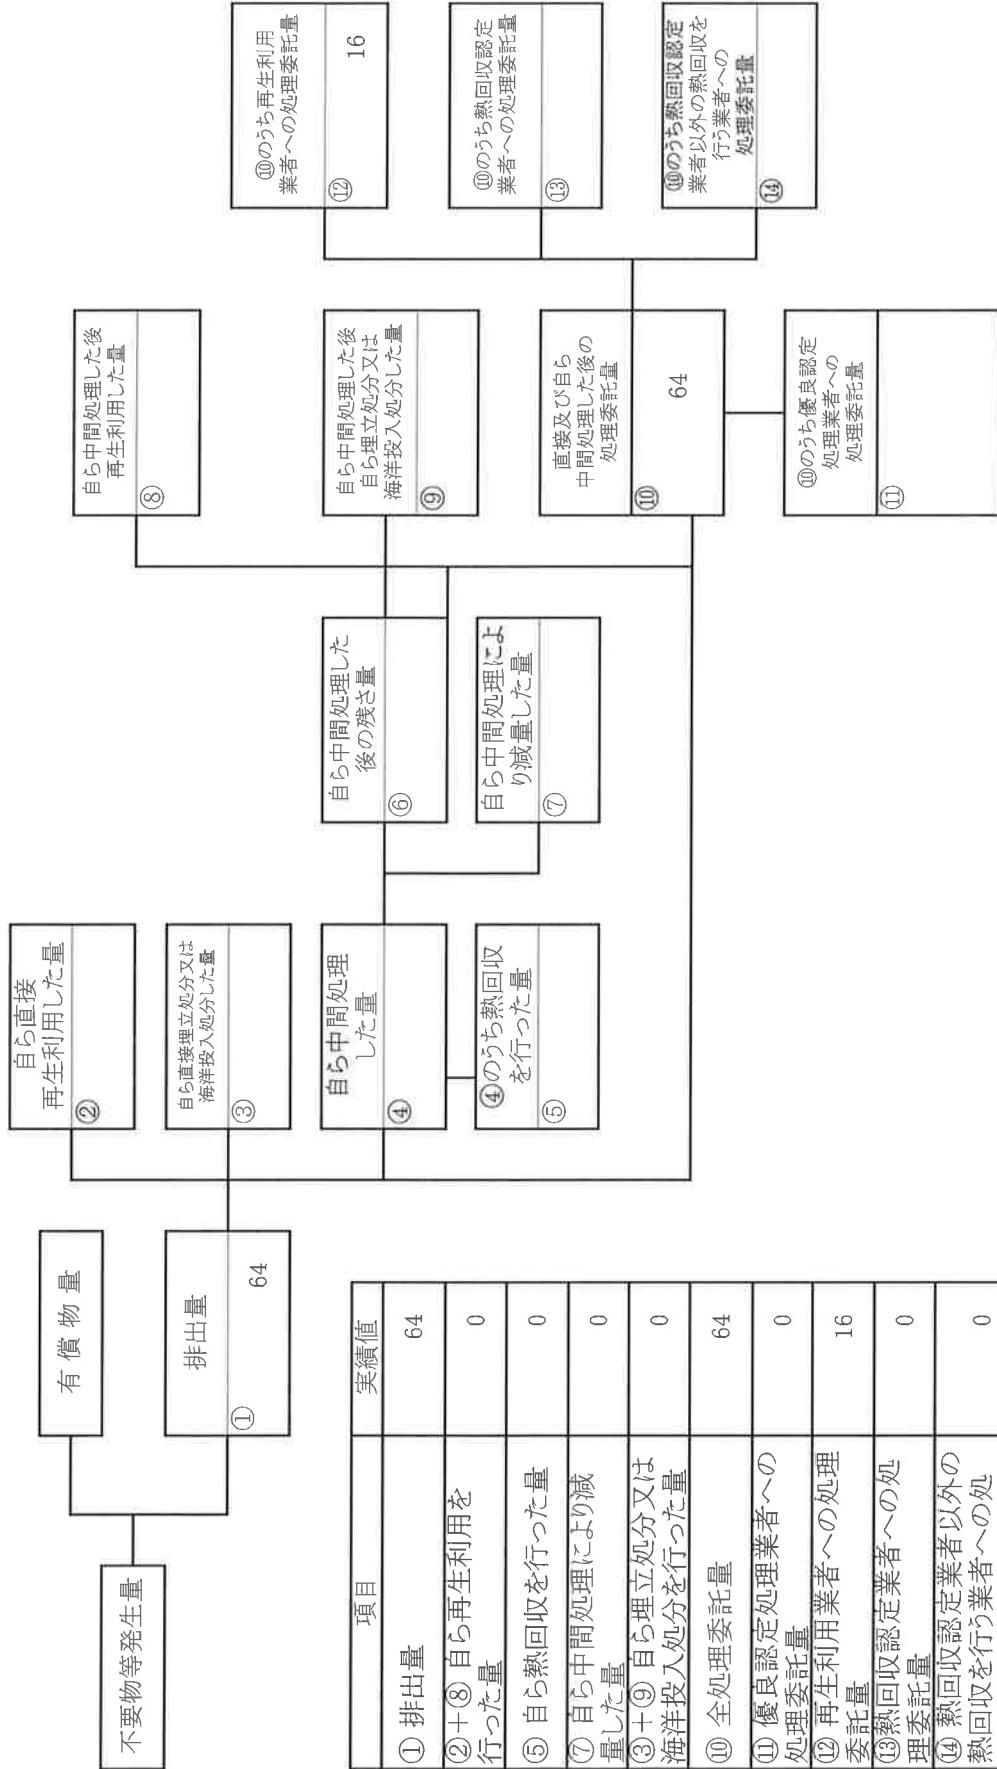 不要物等発生量
有償物量
排出量
①
64
自ら直接
再生利用した量
②
自ら直接埋立処分又は
海洋投入処分した量
③
自ら中間処理
した量
④
④のうち熱回収
を行った量
⑤
自ら中間処理した
後の残さ量
⑥
自ら中間処理によ
り減量した量
⑦
自ら中間処理した後
再生利用した量
⑧
自ら中間処理した後
自ら埋立処分又は
海洋投入処分した量
⑨
直接及び自ら
中間処理した後の
処理委託量
⑩
64
⑩のうち優良認定
処理業者への
処理委託量
⑪
⑩のうち再生利用
業者への処理委託量
⑫
16
⑩のうち熱回収認定
業者への処理委託量
⑬
⑩のうち熱回収認定
業者以外の熱回収を
行う業者への
処理委託量
⑭
項目 実績値
① 排出量 64
②+⑧ 自ら再生利用を
行った量 0
⑤ 自ら熱回収を行った量 0
⑦ 自ら中間処理により減
量した量 0
③+⑨ 自ら埋立処分又は
海洋投入処分を行った量 0
⑩ 全処理委託量 64
⑪ 優良認定処理業者への
処理委託量 0
⑫ 再生利用業者への処理
委託量 16
⑬熱回収認定業者への処
理委託量 0
⑭ 熱回収認定業者以外の
熱回収を行う業者への処 0